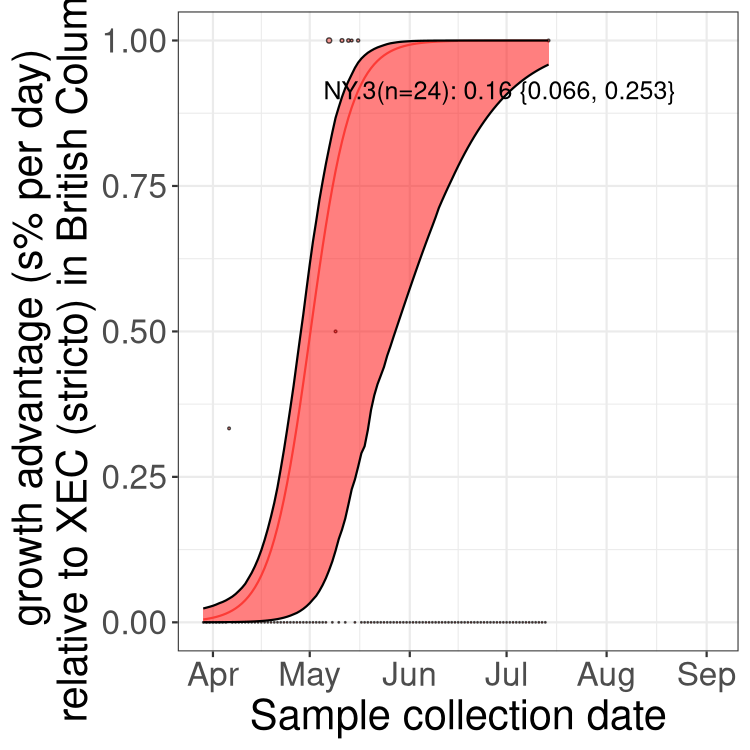 growth advantage (s% per day)
relative to XEC (stricto) in British Colum
1.00
0.75
0.50
0.25
0.00
NY.3(n=24): 0.16 {0.066, 0.253}
Apr May Jun Jul Aug Sep
Sample collection date